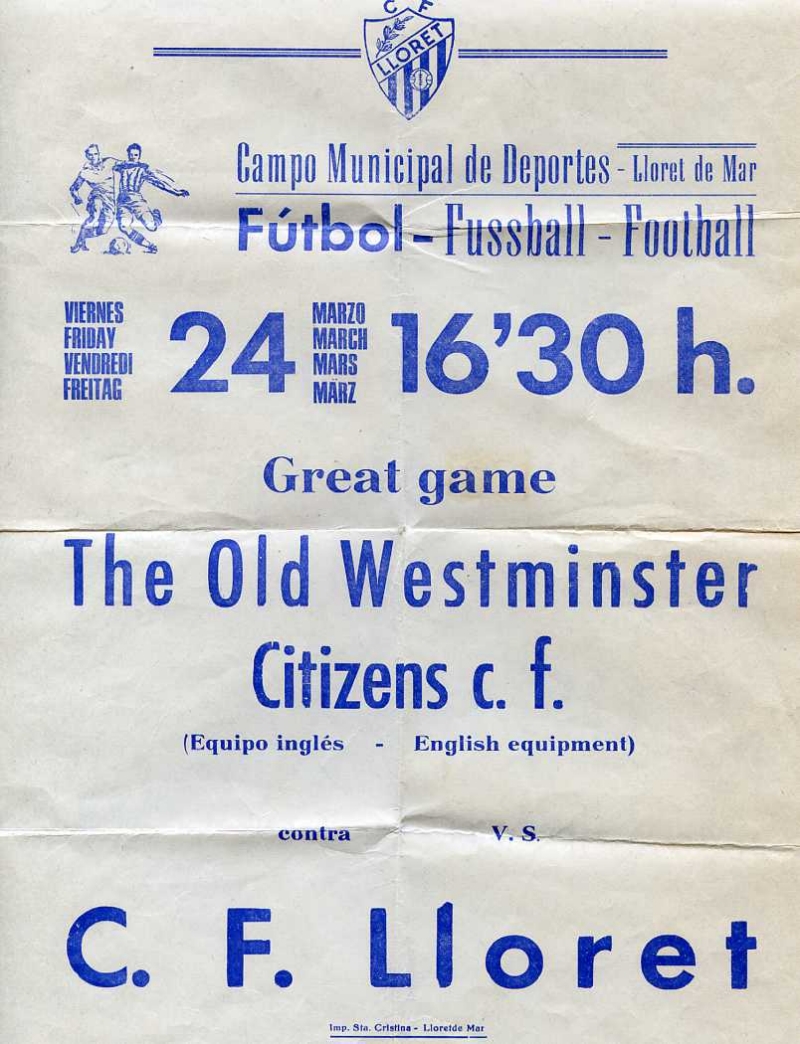 C F
LLORET
Campo Municipal de Deportes - Lloret de Mar
Fútbol - Fussball - Football
VIERNES
FRIDAY
VENDREDI
FREITAG
24
MARZO
MARCH
MARS
MÄRZ
16'30 h.
Great game
The Old Westminster
Citizens c. f.
(Equipo inglés - English equipment)
contra V. S.
C. F. Lloret
Imp. Sta. Cristina - Lloretde Mar